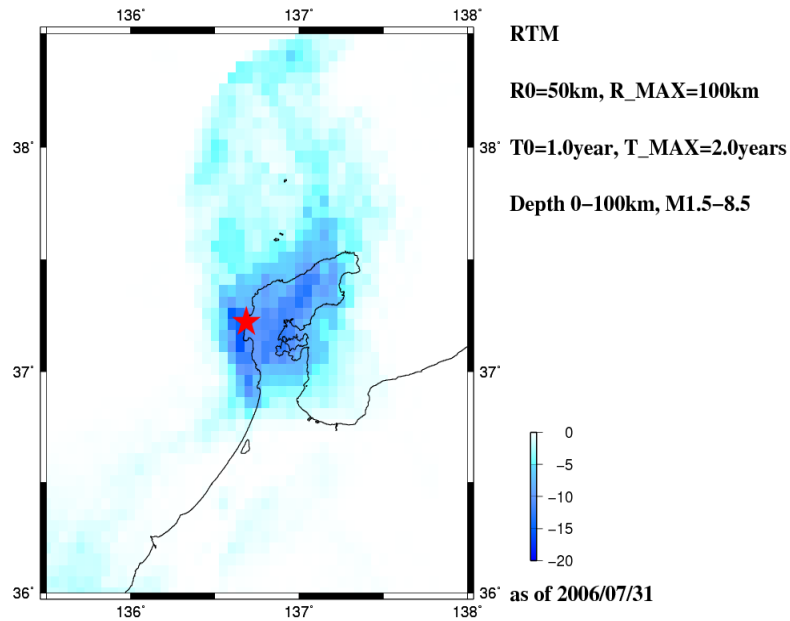 136° 137° 138°
RTM
R0=50km, R_MAX=100km
38° 38°
T0=1.0year, T_MAX=2.0years
Depth 0−100km, M1.5−8.5
37° 37°
0
−5
−10
−15
−20
36° 36°
as of 2006/07/31
136° 137° 138°